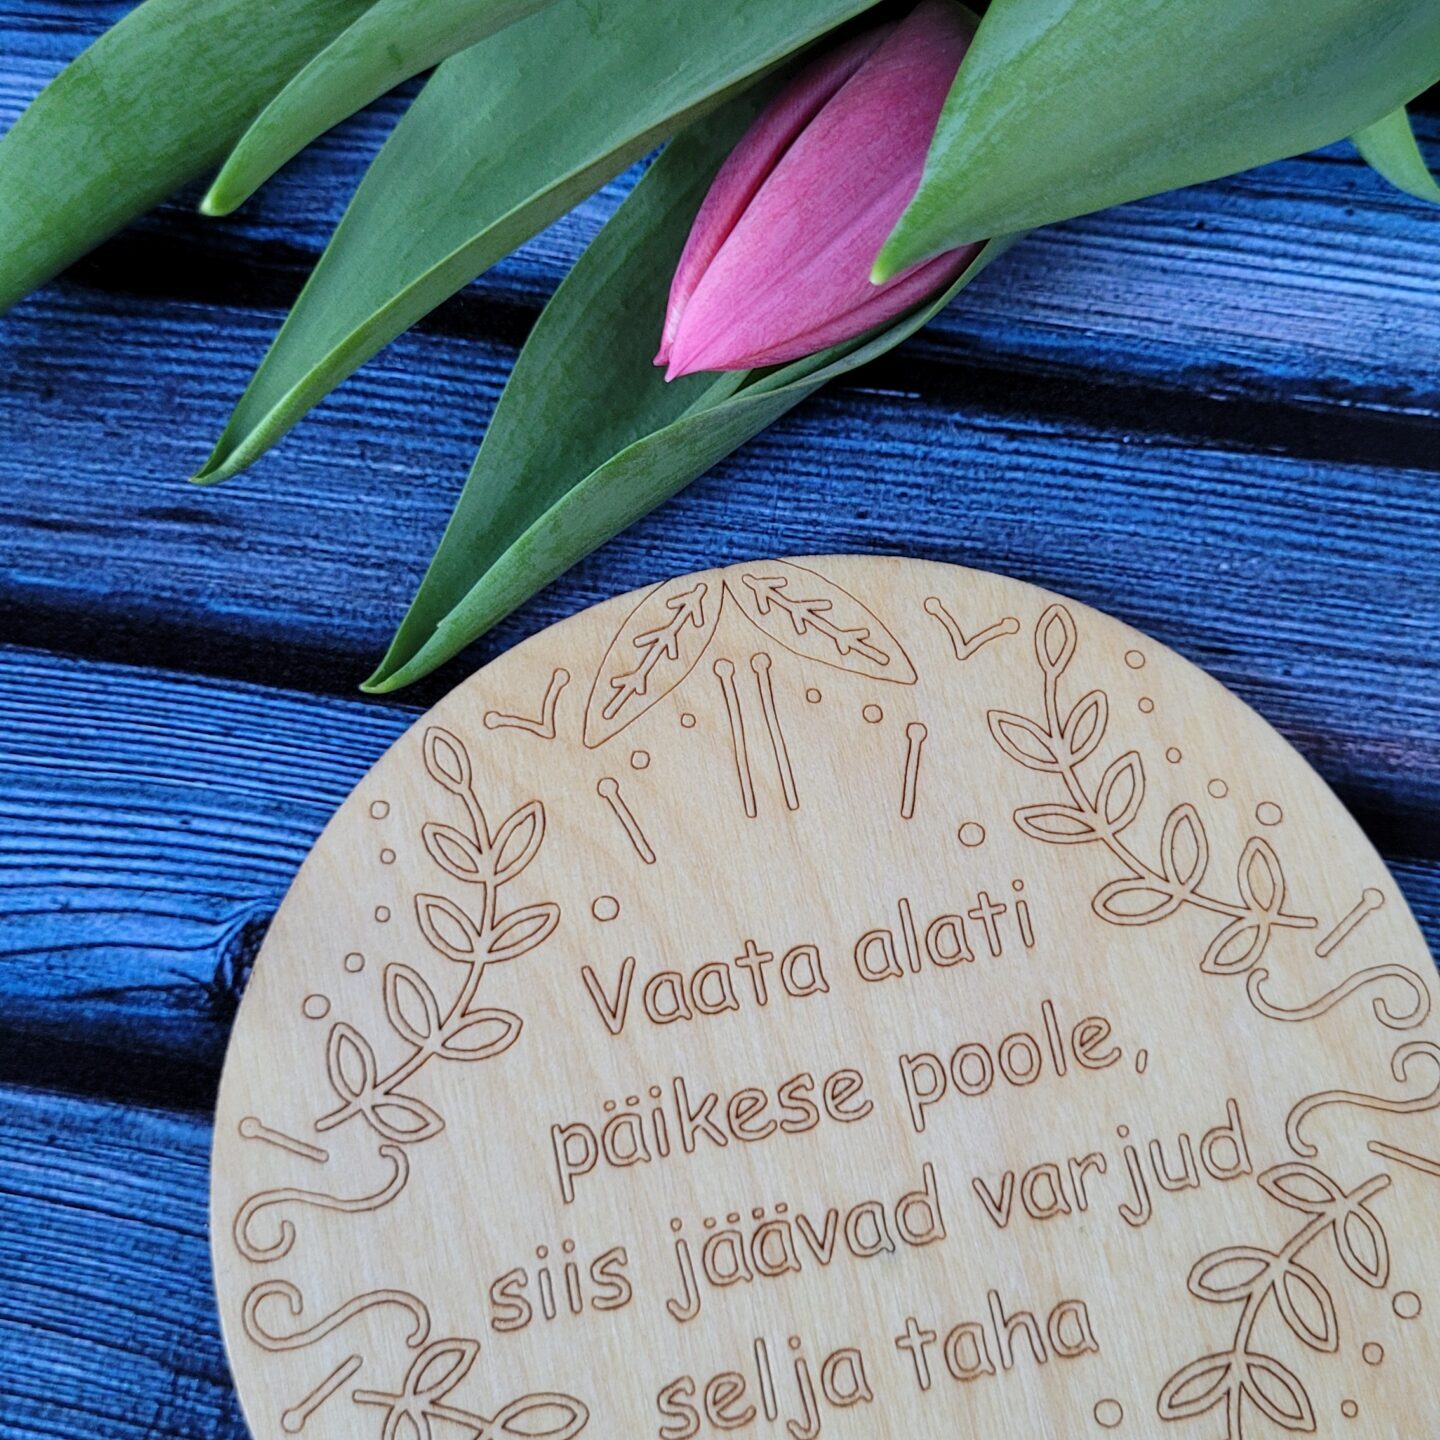 Vaata alati
päikese poole,
siis jäävad varjud
selja taha